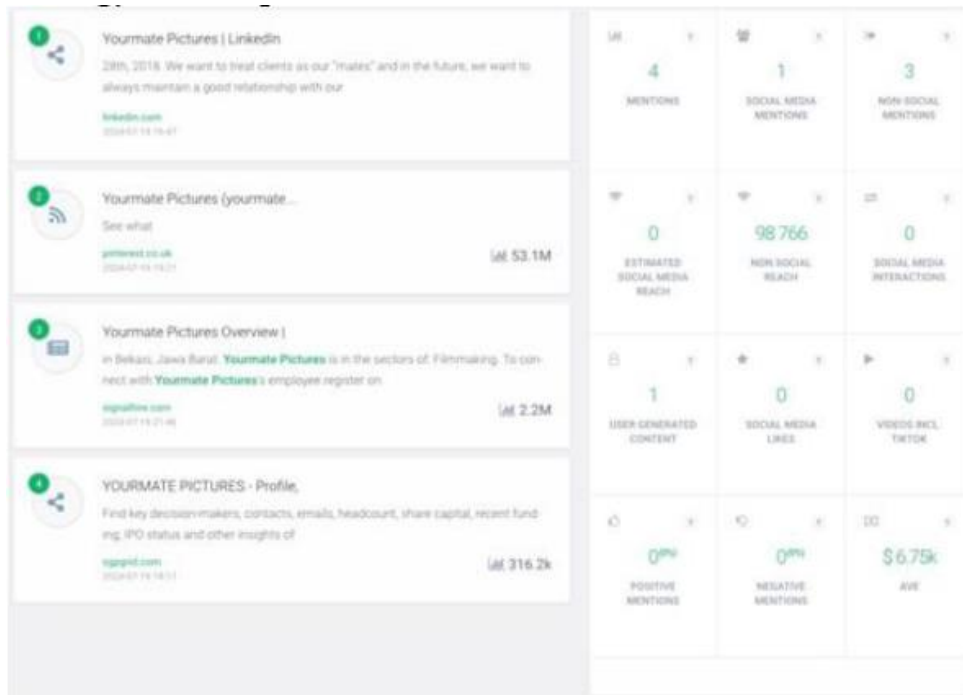 1
Yourmate Pictures | LinkedIn
28th, 2018. We want to treat clients as our "mates" and in the future, we want to
always maintain a good relationship with our
linkedin.com
2
Yourmate Pictures (yourmate...
See what
pinterest.co.uk
53.1M
3
Yourmate Pictures Overview |
in Bekasi, Jawa Barat. Yourmate Pictures is in the sectors of: Filmmaking. To con-
nect with Yourmate Pictures's employee register on
signalhire.com
2.2M
4
YOURMATE PICTURES - Profile,
Find key decision-makers, contacts, emails, headcount, share capital, recent fund-
ing, IPO status and other insights of
316.2k
4
MENTIONS
1
SOCIAL MEDIA
MENTIONS
3
NON-SOCIAL
MENTIONS
0
ESTIMATED
SOCIAL MEDIA
REACH
98 766
NON SOCIAL
REACH
0
SOCIAL MEDIA
INTERACTIONS
1
USER GENERATED
CONTENT
0
SOCIAL MEDIA
LIKES
0
VIDEOS INCL.
TIKTOK
0
POSITIVE
MENTIONS
0
NEGATIVE
MENTIONS
$ 6.75k
AVE